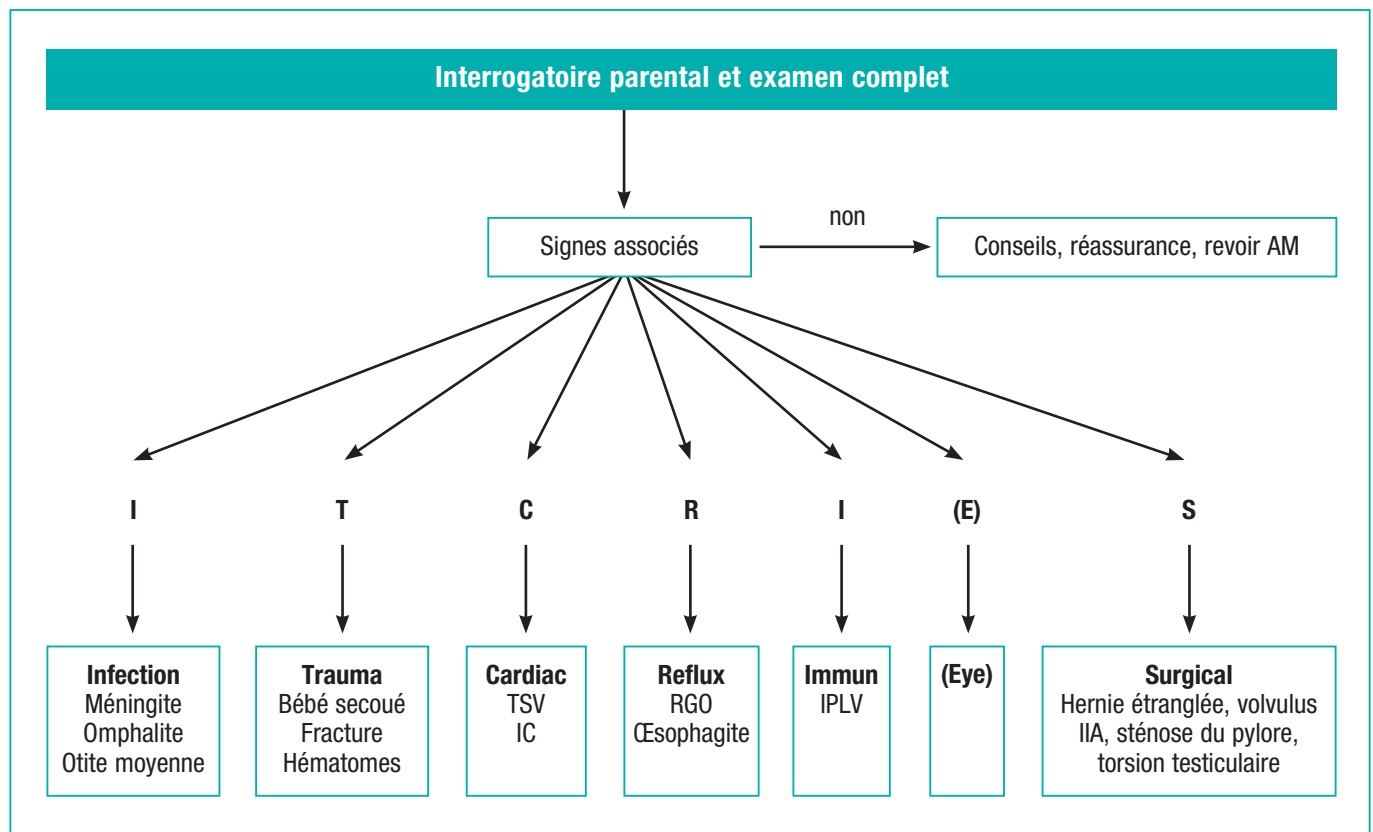 Interrogatoire parental et examen complet
Signes associés
non
Conseils, réassurance, revoir AM
I
T
C
R
I
(E)
S
Infection
Méningite
Omphalite
Otite moyenne
Trauma
Bébé secoué
Fracture
Hématomes
Cardiac
TSV
IC
Reflux
RGO
Œsophagite
Immun
IPLV
(Eye)
Surgical
Hernie étranglée, volvulus
IIA, sténose du pylore,
torsion testiculaire